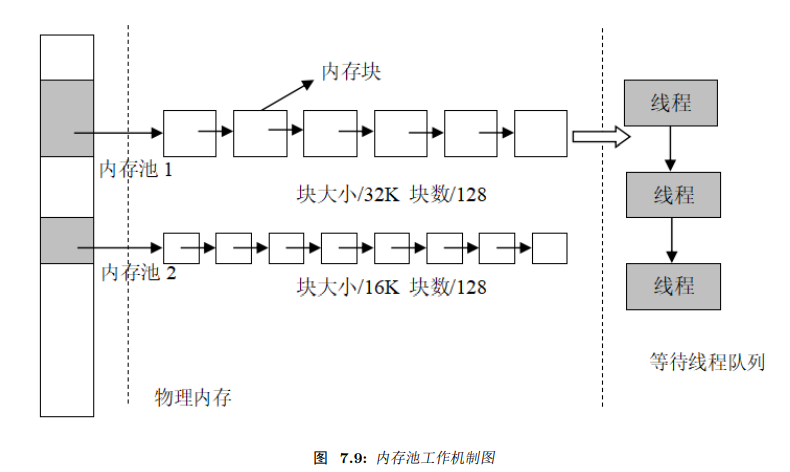 内存块
线程
内存池 1
块大小/32K 块数/128
线程
内存池 2
块大小/16K 块数/128
线程
等待线程队列
物理内存
图 7.9: 内存池工作机制图